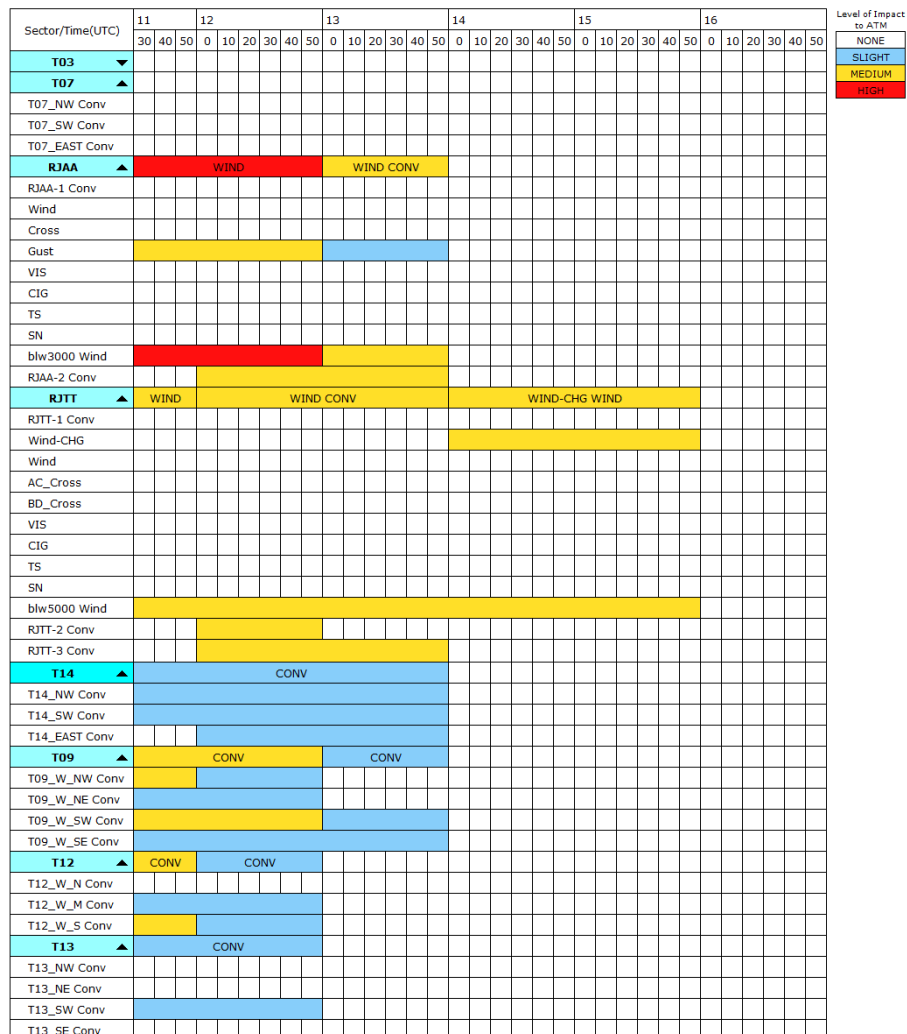 Sector/Time(UTC) 11 12 13 14 15 16
30 40 50 0 10 20 30 40 50 0 10 20 30 40 50 0 10 20 30 40 50 0 10 20 30 40 50 0 10 20 30 40 50
Level of Impact
to ATM
NONE
SLIGHT
MEDIUM
HIGH
T03 ▼
T07 ▲
T07_NW Conv
T07_SW Conv
T07_EAST Conv
RJAA ▲ WIND WIND CONV
RJAA-1 Conv
Wind
Cross
Gust
VIS
CIG
TS
SN
blw3000 Wind
RJAA-2 Conv
RJTT ▲ WIND WIND CONV WIND-CHG WIND
RJTT-1 Conv
Wind-CHG
Wind
AC_Cross
BD_Cross
VIS
CIG
TS
SN
blw5000 Wind
RJTT-2 Conv
RJTT-3 Conv
T14 ▲ CONV
T14_NW Conv
T14_SW Conv
T14_EAST Conv
T09 ▲ CONV CONV
T09_W_NW Conv
T09_W_NE Conv
T09_W_SW Conv
T09_W_SE Conv
T12 ▲ CONV CONV
T12_W_N Conv
T12_W_M Conv
T12_W_S Conv
T13 ▲ CONV
T13_NW Conv
T13_NE Conv
T13_SW Conv
T13_SE Conv